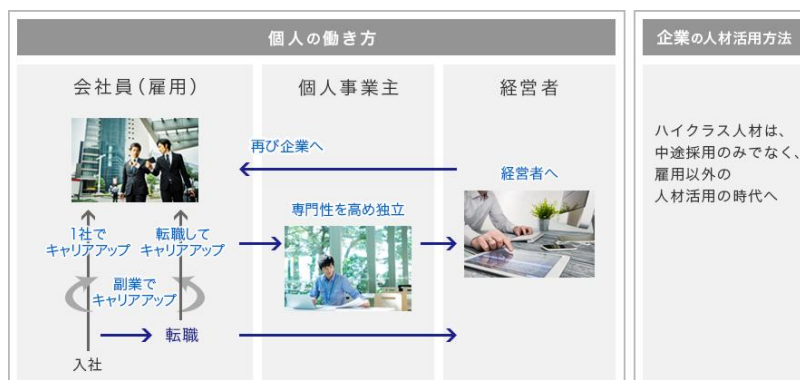 個人の働き方
会社員（雇用）
個人事業主
経営者
再び企業へ
経営者へ
専門性を高め独立
1社で
キャリアアップ
転職して
キャリアアップ
副業で
キャリアアップ
転職
入社
企業の人材活用方法
ハイクラス人材は、
中途採用のみでなく、
雇用以外の
人材活用の時代へ